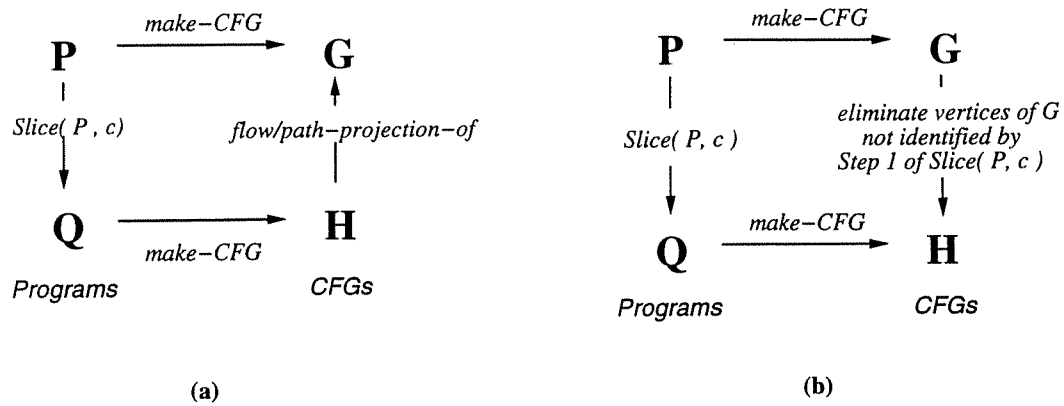 make−CFG
P
G
Slice( P , c)
flow/path−projection−of
Q
H
make−CFG
Programs
CFGs
(a)
make−CFG
P
G
Slice( P, c )
eliminate vertices of G
not identified by
Step 1 of Slice( P, c )
make−CFG
Q
H
Programs
CFGs
(b)